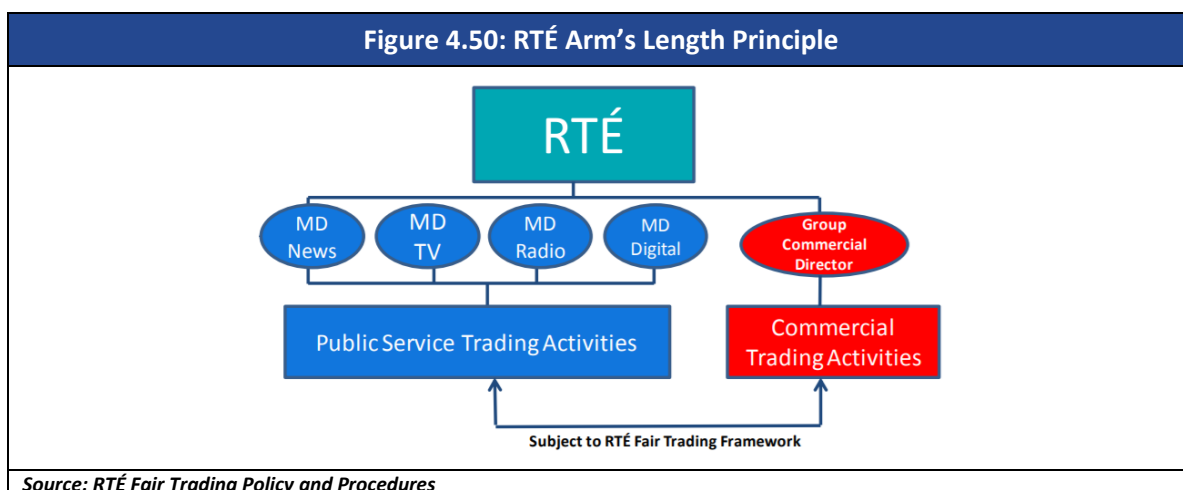 Figure 4.50: RTÉ Arm’s Length Principle
RTÉ
MD
News
MD
TV
MD
Radio
MD
Digital
Group
Commercial
Director
Public Service Trading Activities
Commercial
Trading Activities
Subject to RTÉ Fair Trading Framework
Source: RTÉ Fair Trading Policy and Procedures